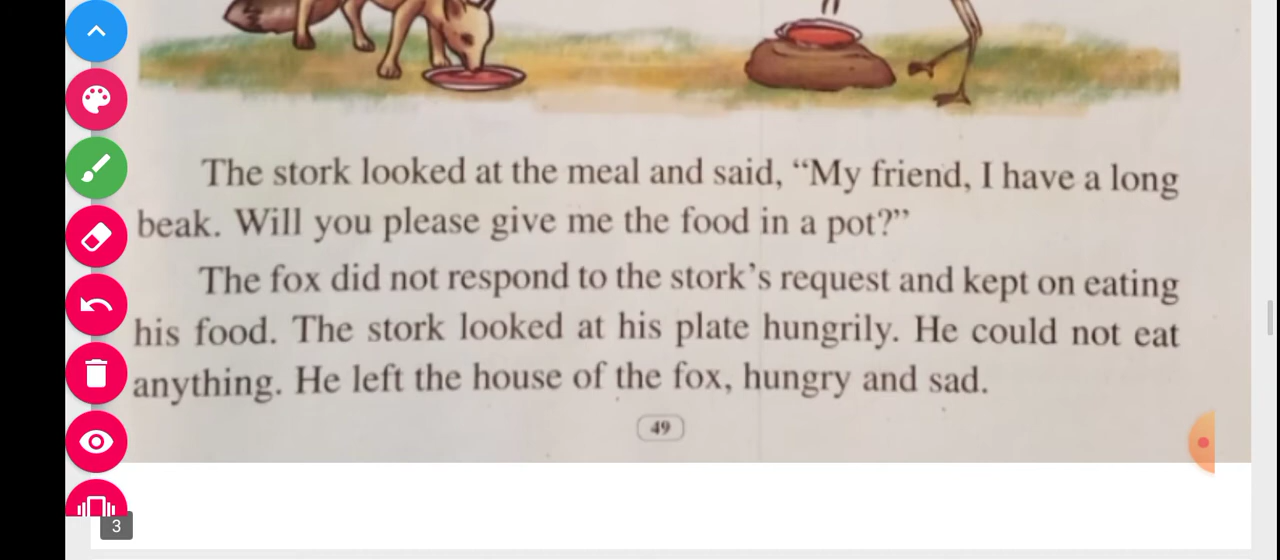 The stork looked at the meal and said, “My friend, I have a long
beak. Will you please give me the food in a pot?”
The fox did not respond to the stork’s request and kept on eating
his food. The stork looked at his plate hungrily. He could not eat
anything. He left the house of the fox, hungry and sad.
49
3